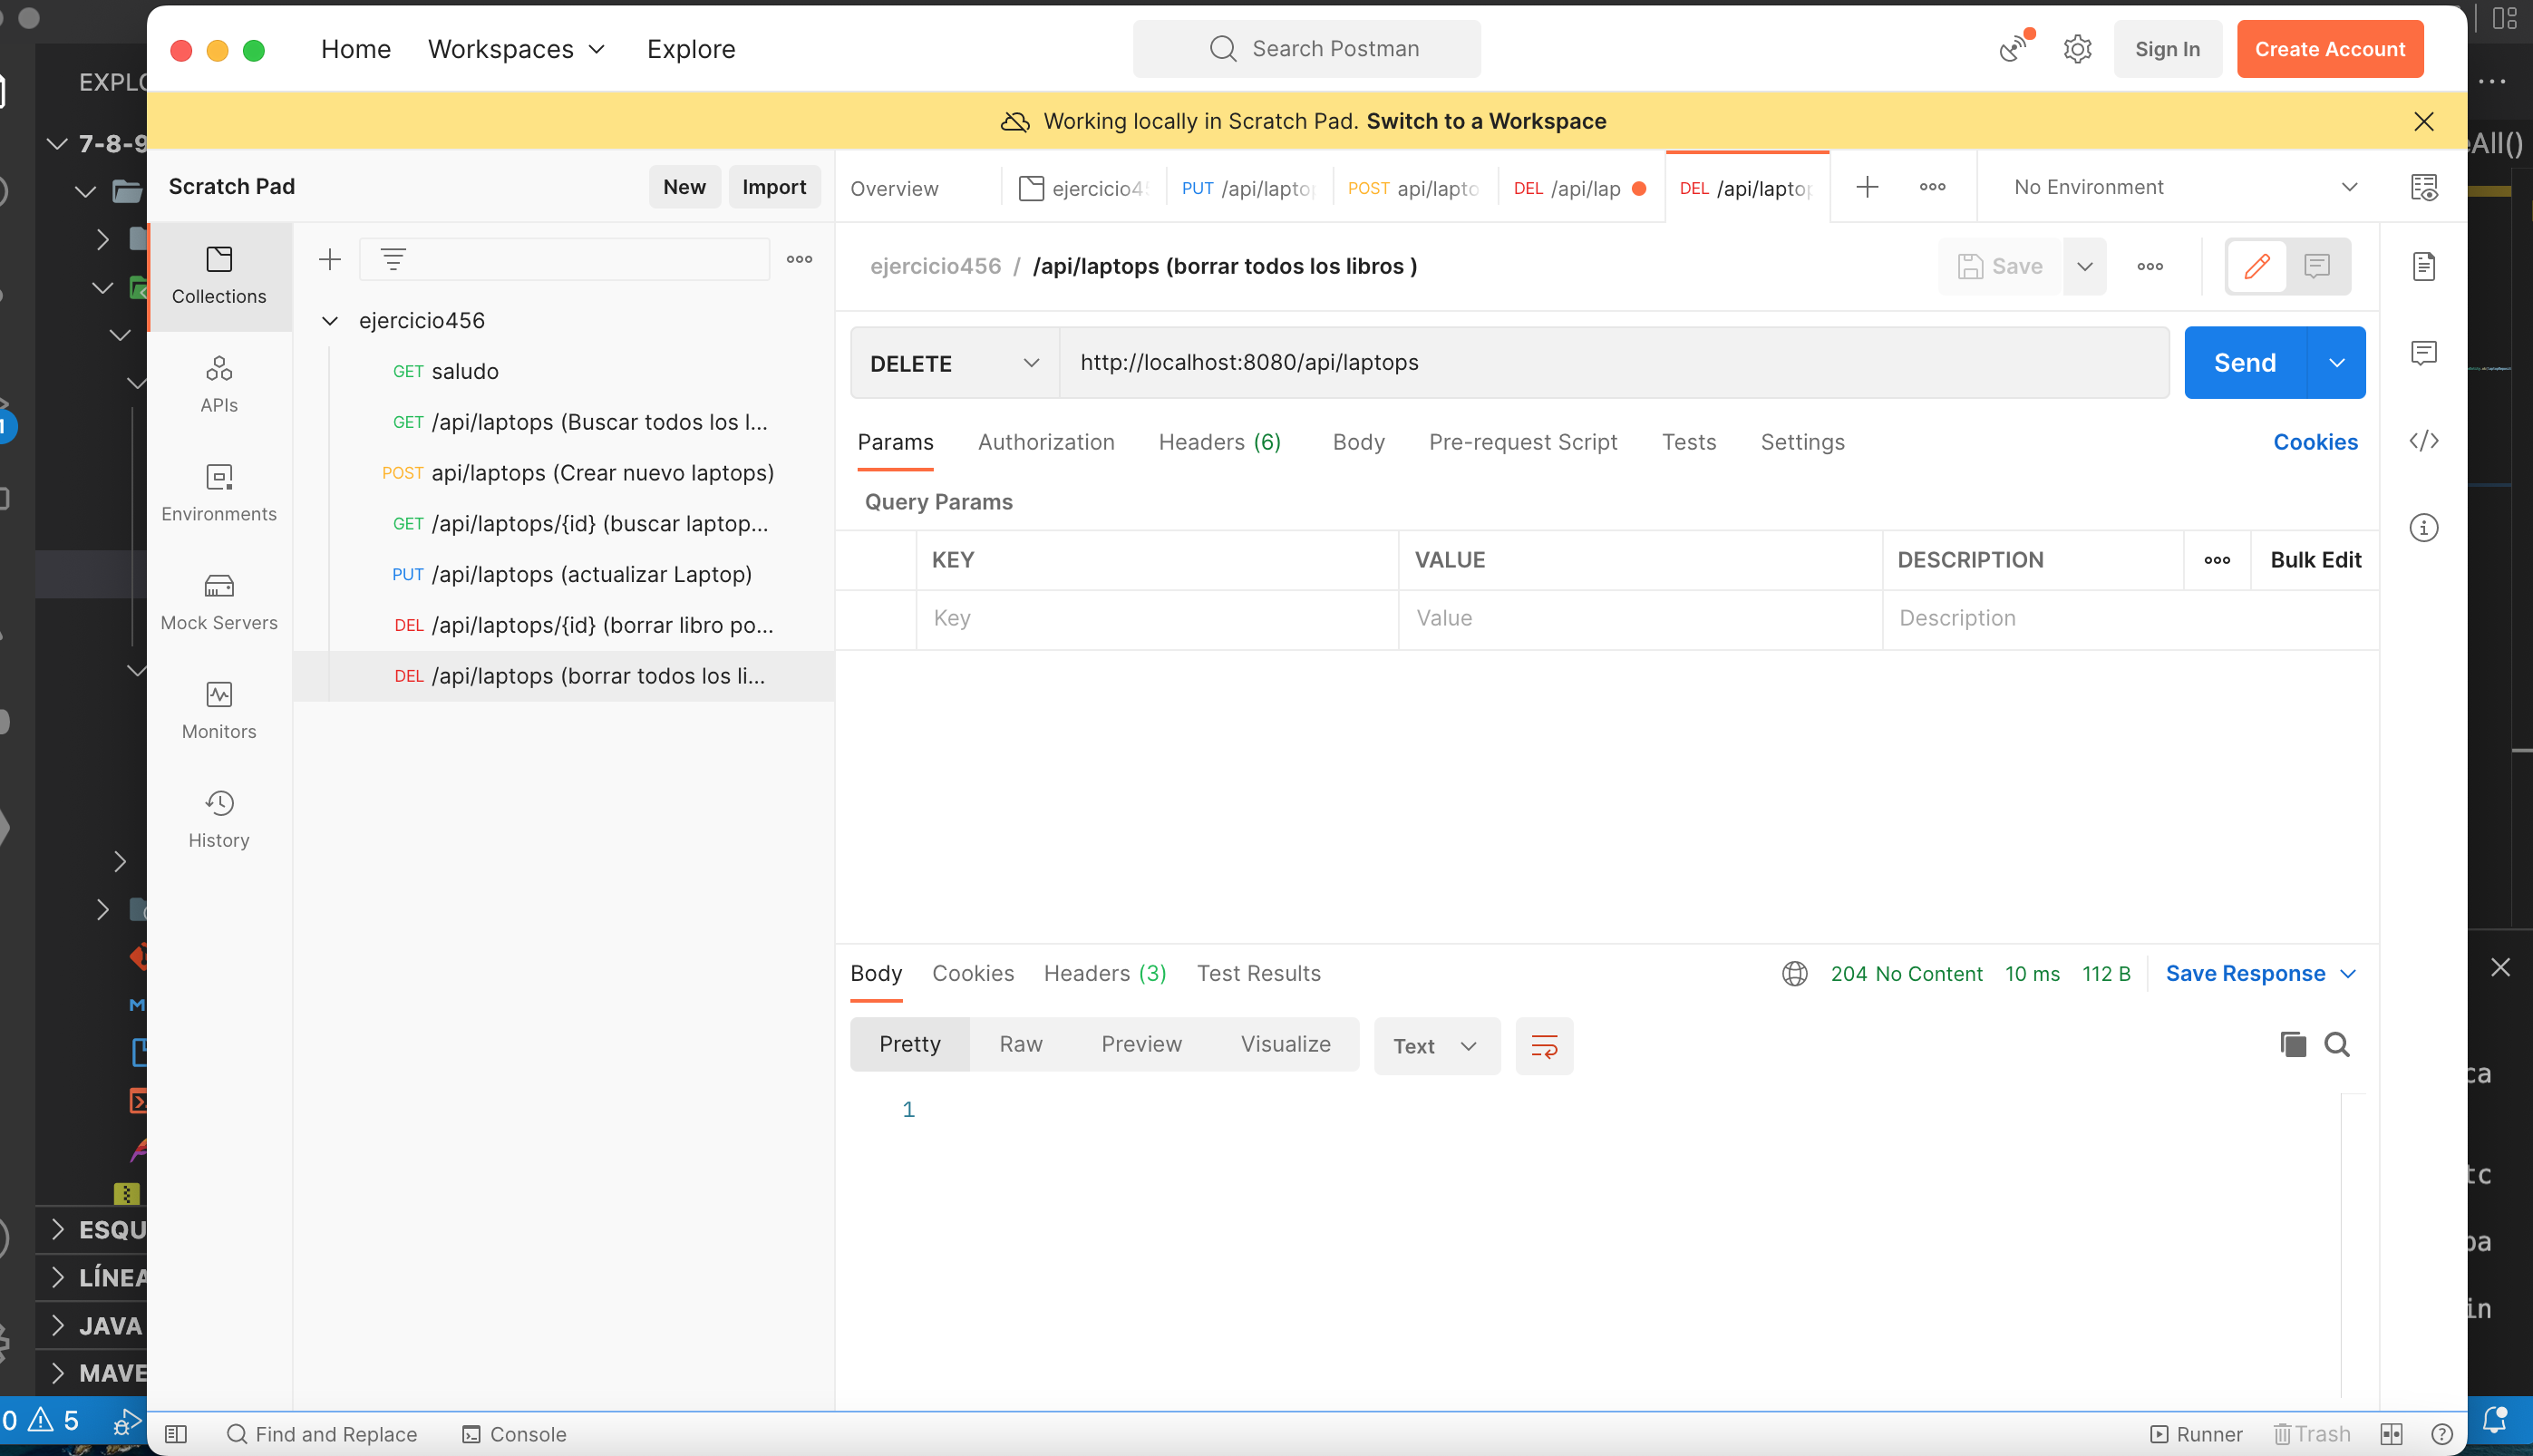 Home Workspaces Explore Search Postman Sign In Create Account
Working locally in Scratch Pad. Switch to a Workspace
Scratch Pad New Import
Overview ejercicio45 PUT /api/laptop POST api/lapto DEL /api/lap DEL /api/laptop No Environment
ejercicio456 / /api/laptops (borrar todos los libros ) Save
DELETE http://localhost:8080/api/laptops Send
Params Authorization Headers (6) Body Pre-request Script Tests Settings Cookies
Query Params
KEY VALUE DESCRIPTION Bulk Edit
Key Value Description
Collections
APIs
Environments
Mock Servers
Monitors
History
ejercicio456
GET saludo
GET /api/laptops (Buscar todos los l...
POST api/laptops (Crear nuevo laptops)
GET /api/laptops/{id} (buscar laptop...
PUT /api/laptops (actualizar Laptop)
DEL /api/laptops/{id} (borrar libro po...
DEL /api/laptops (borrar todos los li...
Body Cookies Headers (3) Test Results 204 No Content 10 ms 112 B Save Response
Pretty Raw Preview Visualize Text
1
Find and Replace Console Runner Trash
EXPLO
7-8-9
eAll()
ESQU
LÍNEA
JAVA
MAVE
0 5
ca
tc
pa
in